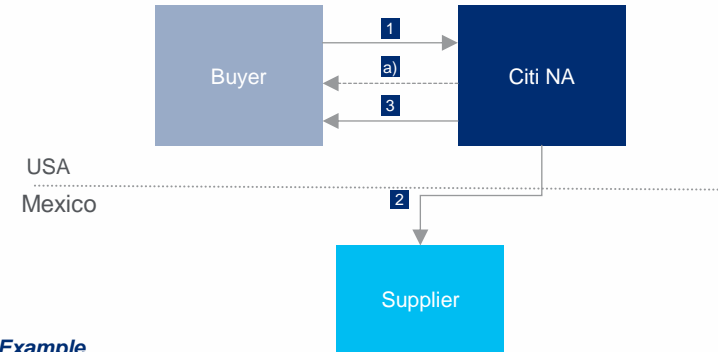 1
Buyer
a)
Citi NA
3
USA
Mexico
2
Supplier
Example